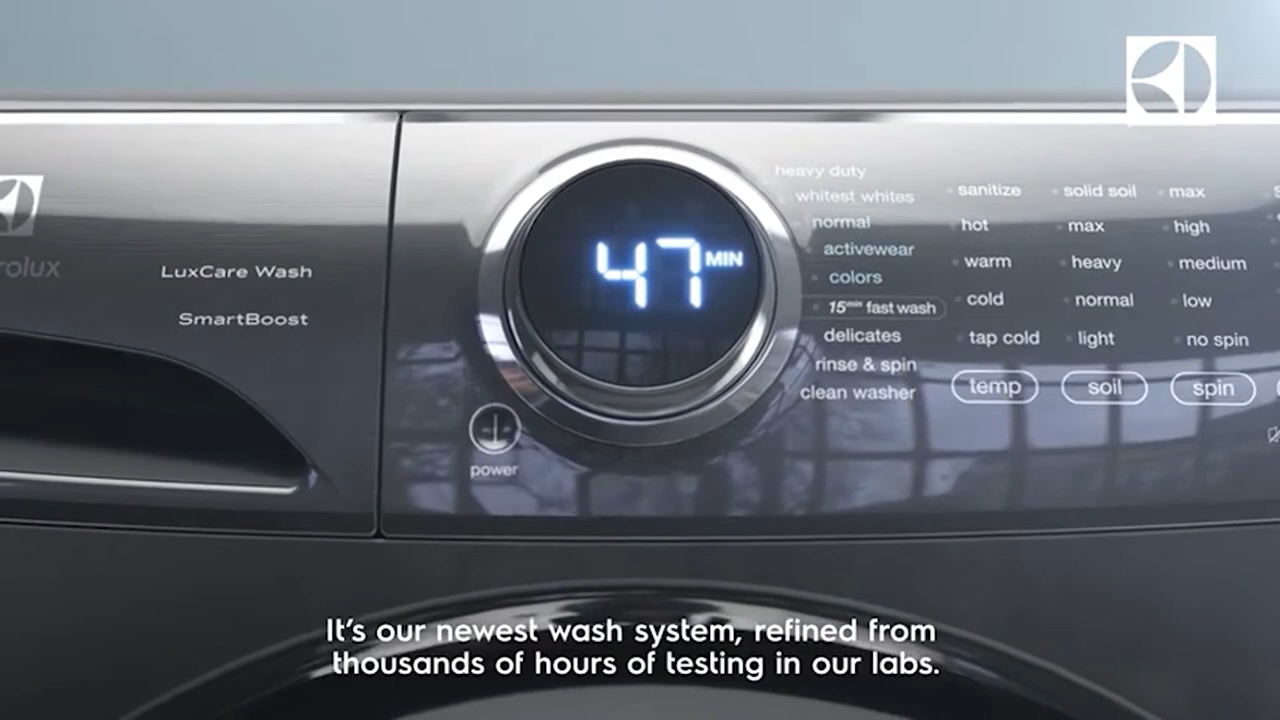 rolux
LuxCare Wash
SmartBoost
47 MIN
power
heavy duty
whitest whites
normal
activewear
colors
15min fast wash
delicates
rinse & spin
clean washer
sanitize
hot
warm
cold
tap cold
temp
solid soil
max
heavy
normal
light
soil
max
high
medium
low
no spin
spin
It's our newest wash system, refined from
thousands of hours of testing in our labs.